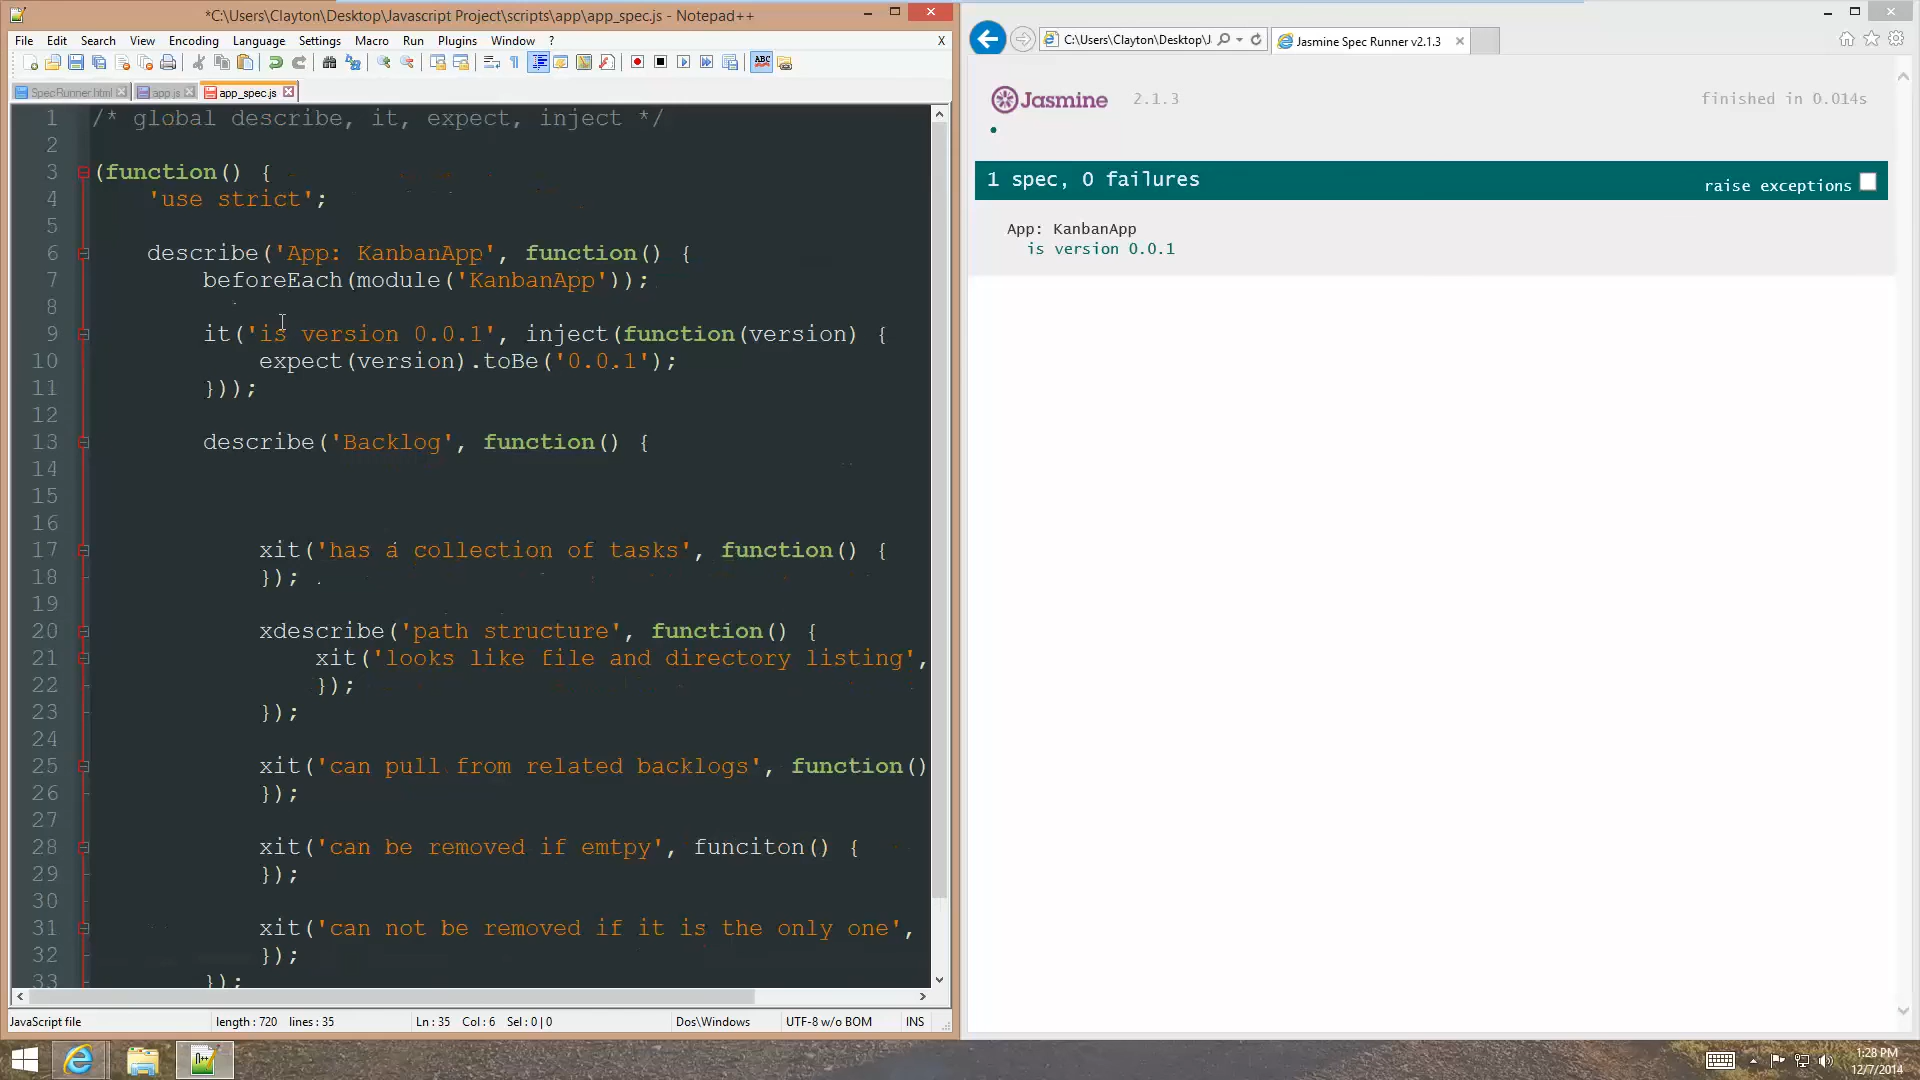 *C:\Users\Clayton\Desktop\Javascript Project\scripts\app\app_spec.js - Notepad++
File Edit Search View Encoding Language Settings Macro Run Plugins Window ? X
SpecRunner.html app.js app_spec.js
1 /* global describe, it, expect, inject */
2
3 (function() {
4 'use strict';
5
6 describe('App: KanbanApp', function() {
7 beforeEach(module('KanbanApp'));
8
9 it('is version 0.0.1', inject(function(version) {
10 expect(version).toBe('0.0.1');
11 }));
12
13 describe('Backlog', function() {
14
15
16
17 xit('has a collection of tasks', function() {
18 });
19
20 xdescribe('path structure', function() {
21 xit('looks like file and directory listing',
22 });
23 });
24
25 xit('can pull from related backlogs', function()
26 });
27
28 xit('can be removed if emtpy', funciton() {
29 });
30
31 xit('can not be removed if it is the only one',
32 });
33 });
JavaScript file length : 720 lines : 35 Ln : 35 Col : 6 Sel : 0 | 0 Dos\Windows UTF-8 w/o BOM INS
C:\Users\Clayton\Desktop\J Jasmine Spec Runner v2.1.3
Jasmine 2.1.3 finished in 0.014s
1 spec, 0 failures raise exceptions
App: KanbanApp
is version 0.0.1
1:28 PM
12/7/2014